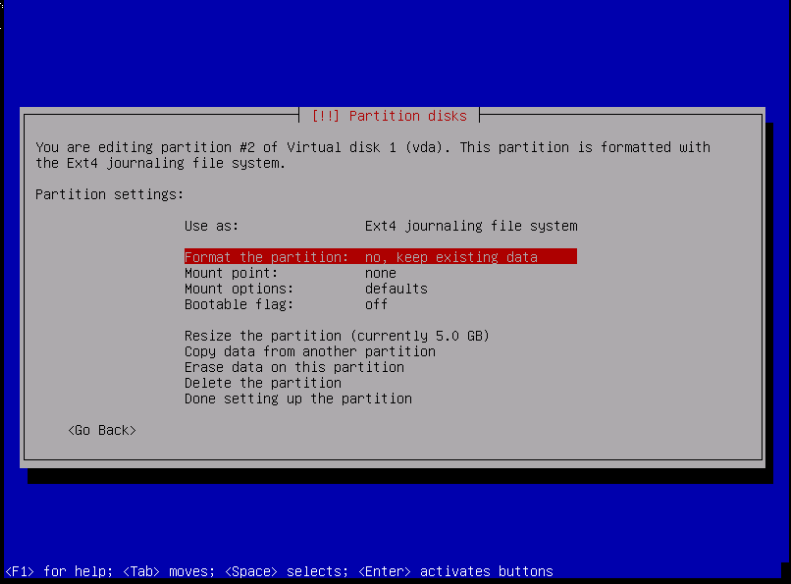 [!!] Partition disks
You are editing partition #2 of Virtual disk 1 (vda). This partition is formatted with
the Ext4 journaling file system.
Partition settings:
Use as: Ext4 journaling file system
Format the partition: no, keep existing data
Mount point: none
Mount options: defaults
Bootable flag: off
Resize the partition (currently 5.0 GB)
Copy data from another partition
Erase data on this partition
Delete the partition
Done setting up the partition
<Go Back>
<F1> for help; <Tab> moves; <Space> selects; <Enter> activates buttons